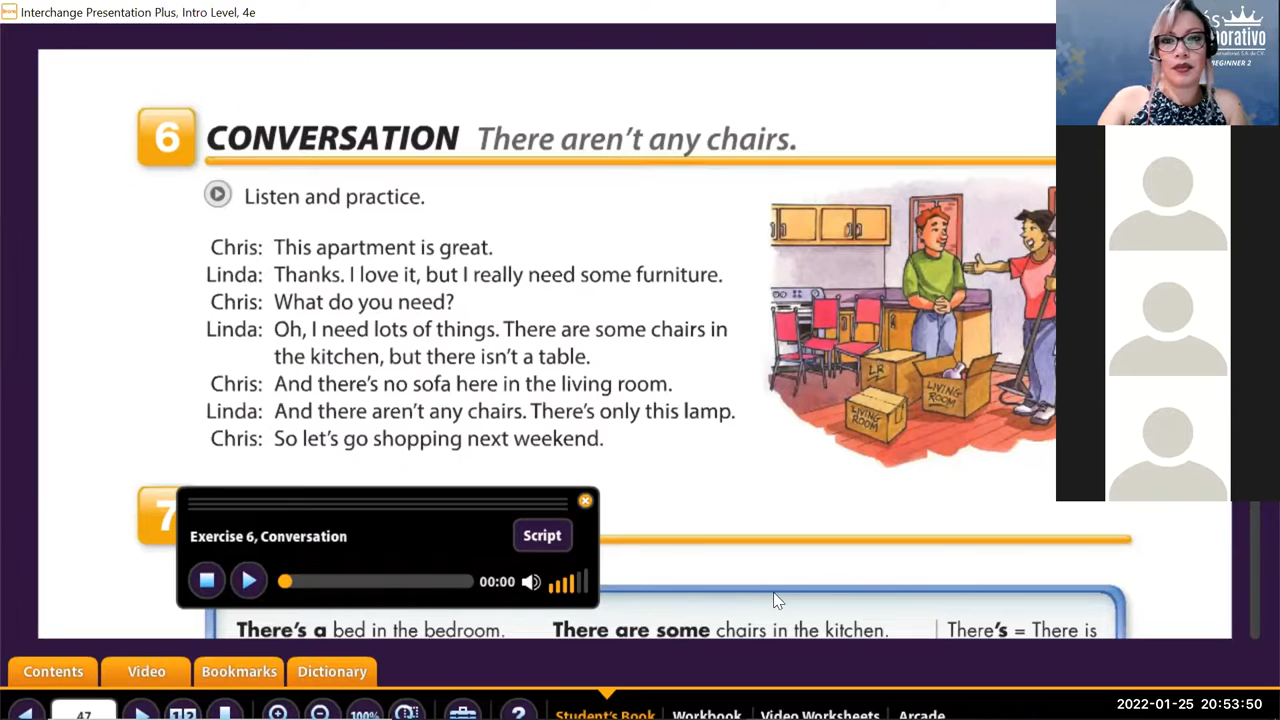 Interchange Presentation Plus, Intro Level, 4e
6 CONVERSATION There aren't any chairs.
Listen and practice.
Chris: This apartment is great.
Linda: Thanks. I love it, but I really need some furniture.
Chris: What do you need?
Linda: Oh, I need lots of things. There are some chairs in
the kitchen, but there isn't a table.
Chris: And there's no sofa here in the living room.
Linda: And there aren't any chairs. There's only this lamp.
Chris: So let's go shopping next weekend.
LR
LIVING ROOM
LIVING ROOM
7
Exercise 6, Conversation
Script
00:00
There's a bed in the bedroom. There are some chairs in the kitchen. There's = There is
Contents Video Bookmarks Dictionary
47
100%
?
Student's Book Workbook Video Worksheets Arcade
BEGINNER 2
2022-01-25 20:53:50